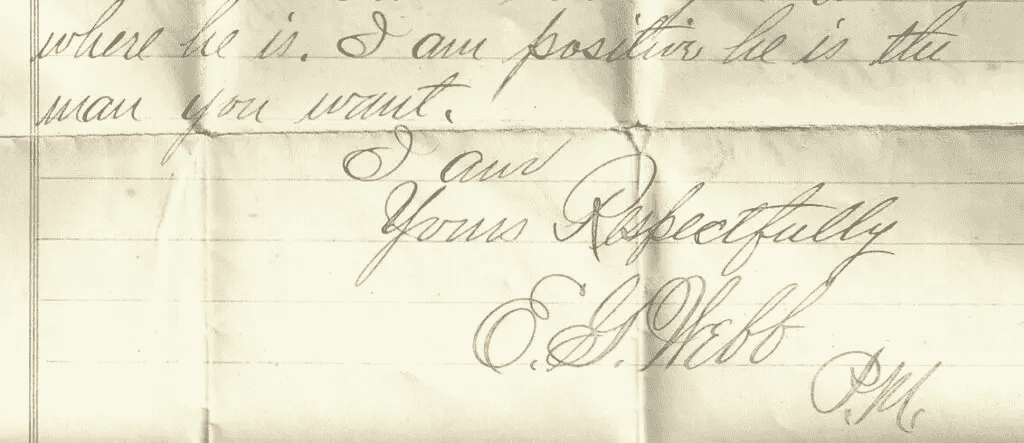 where he is. I am positive he is the
man you want.
I am
Yours Respectfully
E. G. Webb
P.M.